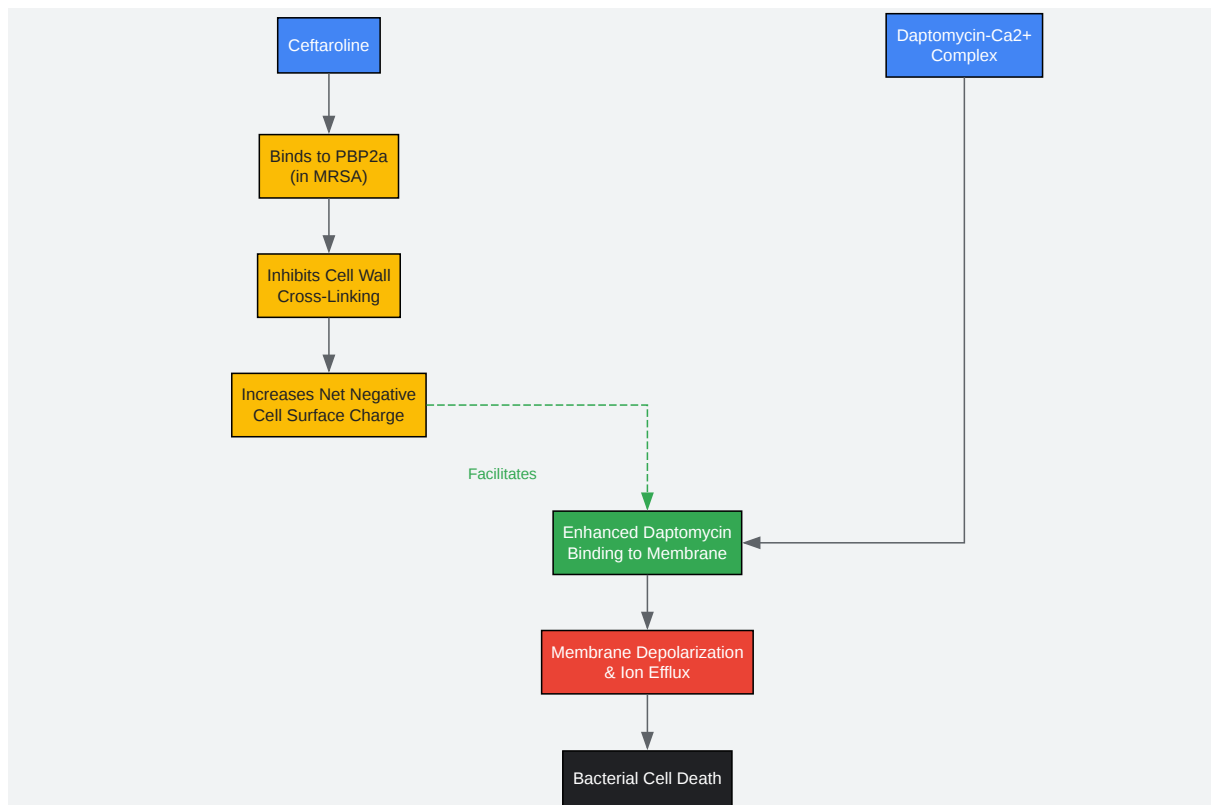 Ceftaroline
Daptomycin-Ca2+
Complex
Binds to PBP2a
(in MRSA)
Inhibits Cell Wall
Cross-Linking
Increases Net Negative
Cell Surface Charge
Facilitates
Enhanced Daptomycin
Binding to Membrane
Membrane Depolarization
& Ion Efflux
Bacterial Cell Death